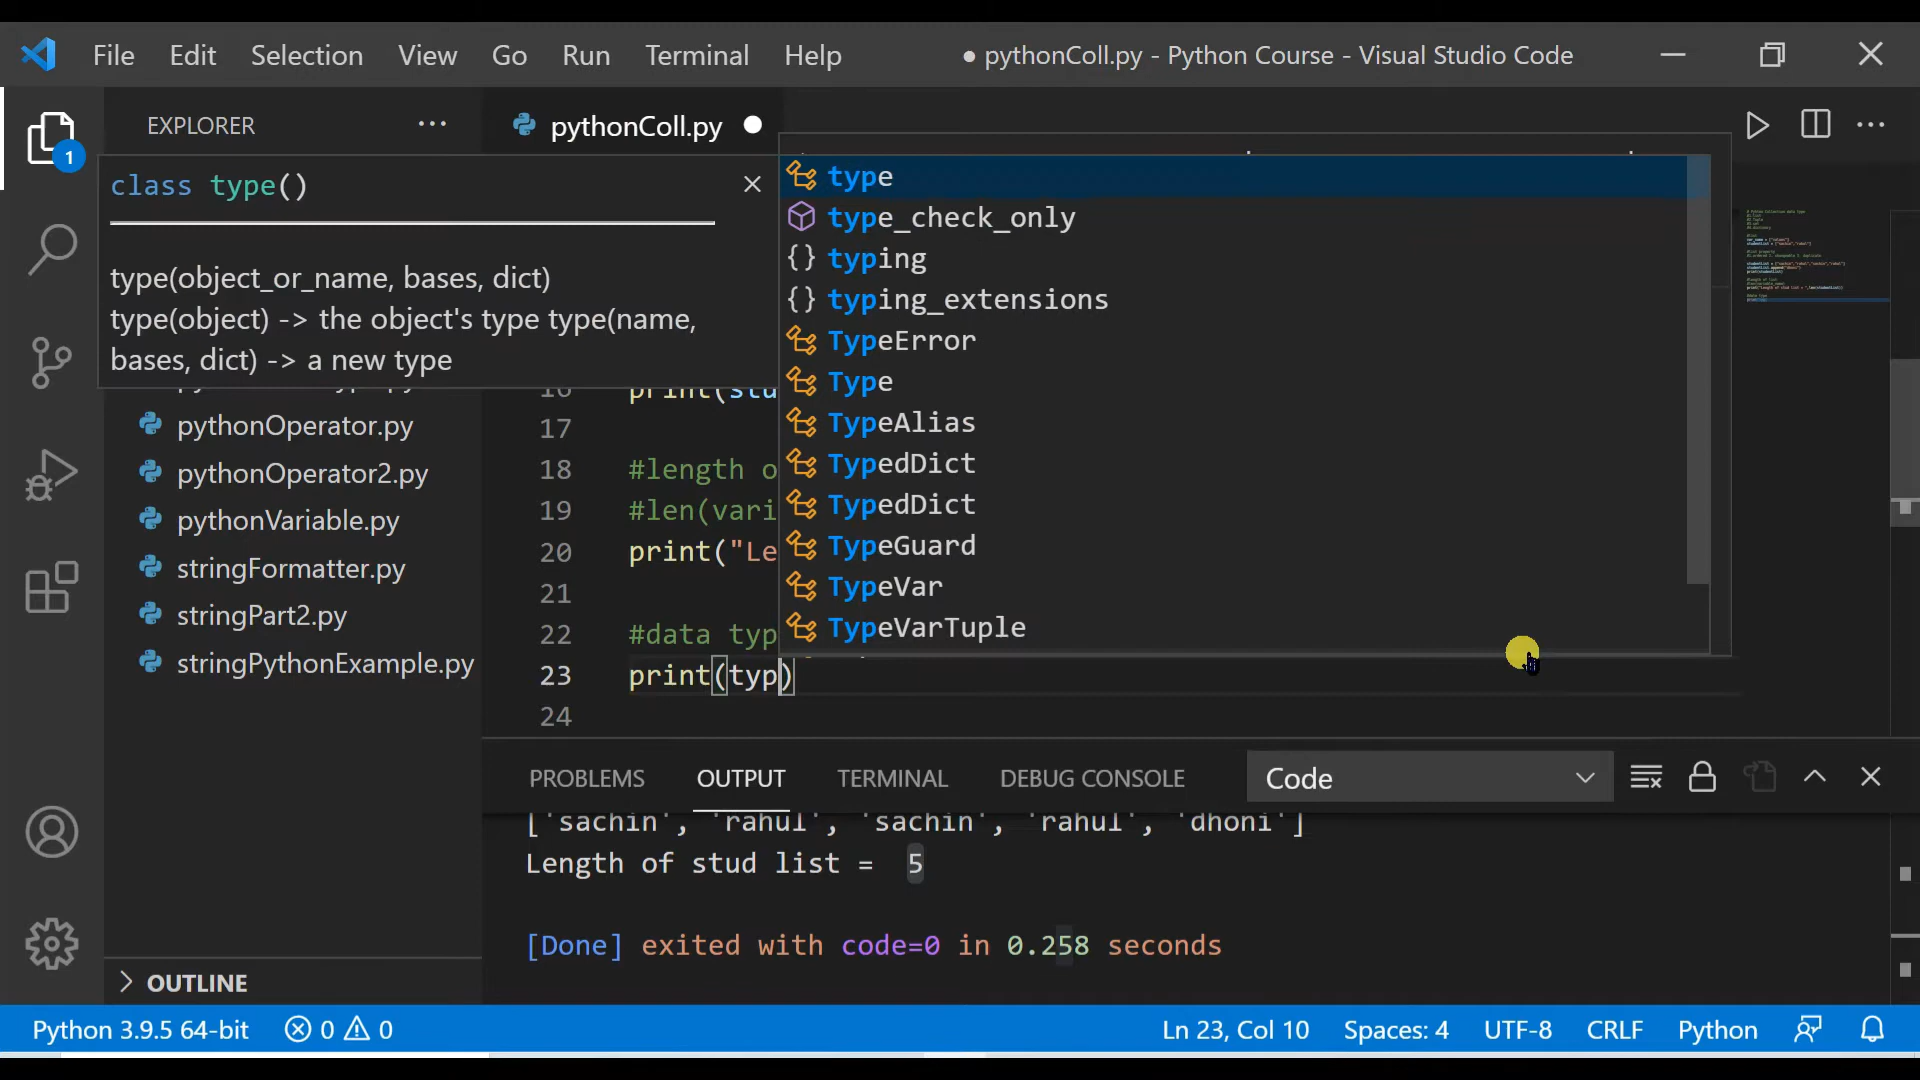 File Edit Selection View Go Run Terminal Help ● pythonColl.py - Python Course - Visual Studio Code
EXPLORER ··· pythonColl.py
1
class type()
type(object_or_name, bases, dict)
type(object) -> the object's type type(name,
bases, dict) -> a new type
type
type_check_only
typing
typing_extensions
TypeError
Type
TypeAlias
TypedDict
TypedDict
TypeGuard
TypeVar
TypeVarTuple
pythonOperator.py
pythonOperator2.py
pythonVariable.py
stringFormatter.py
stringPart2.py
stringPythonExample.py
OUTLINE
16 print(stu
17
18 #length o
19 #len(vari
20 print("Le
21
22 #data typ
23 print(typ)
24
PROBLEMS OUTPUT TERMINAL DEBUG CONSOLE Code
['sachin', 'rahul', 'sachin', 'rahul', 'dhoni']
Length of stud list = 5
[Done] exited with code=0 in 0.258 seconds
Python 3.9.5 64-bit 0 0 Ln 23, Col 10 Spaces: 4 UTF-8 CRLF Python